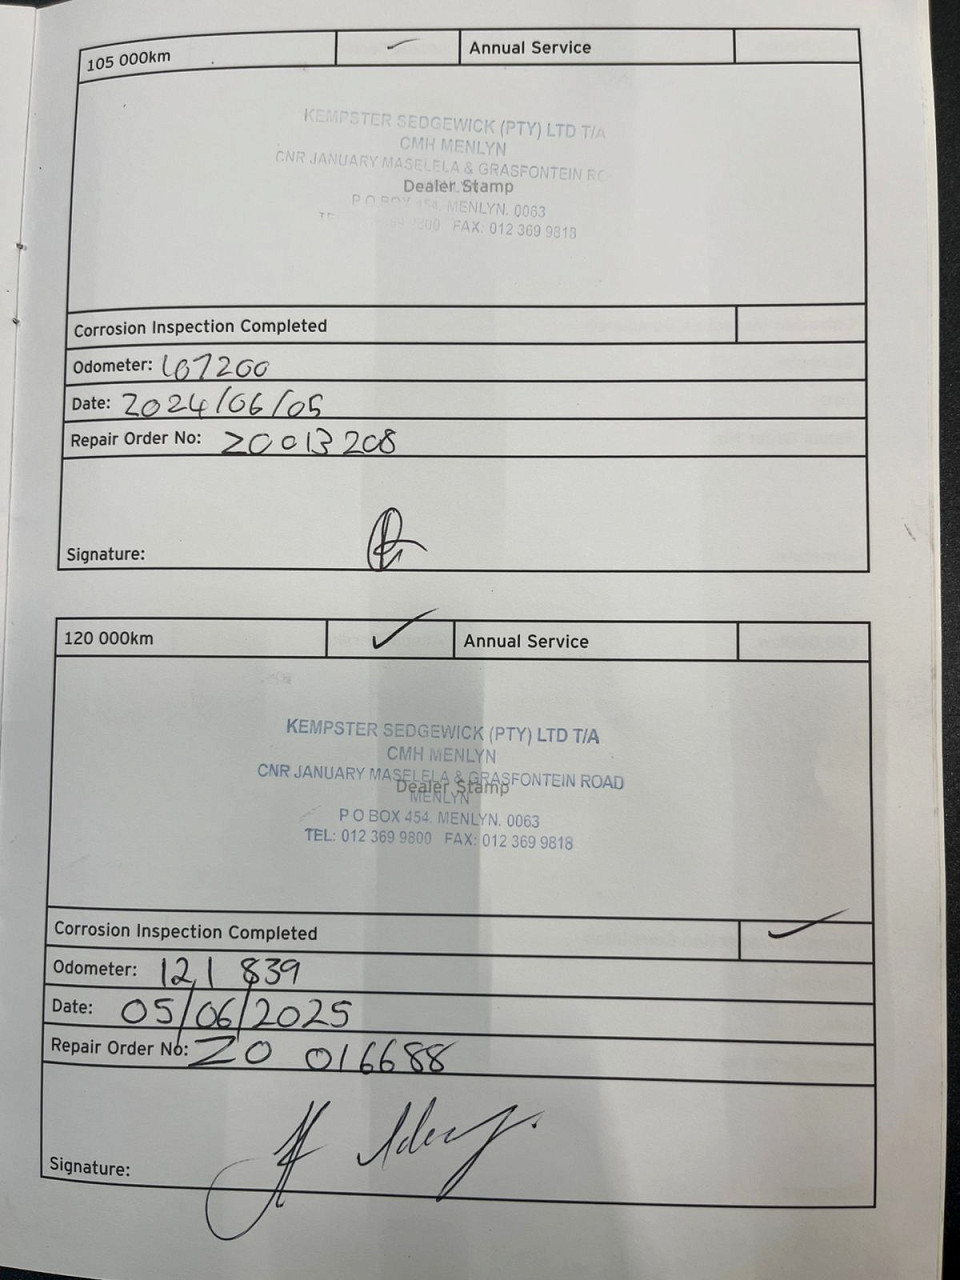 105 000km
Annual Service
KEMPSTER SEDGEWICK (PTY) LTD T/A
CMH MENLYN
CNR JANUARY MASELELA & GRASFONTEIN
Dealer Stamp
P O BOX 454, MENLYN. 0063
FAX: 012 369 9818
Corrosion Inspection Completed
Odometer: 107200
Date: 2024/06/05
Repair Order No: 20013208
Signature:
120 000km
Annual Service
KEMPSTER SEDGEWICK (PTY) LTD T/A
CMH MENLYN
CNR JANUARY MASELELA & GRASFONTEIN ROAD
Dealer Stamp
MENLYN
P O BOX 454, MENLYN. 0063
TEL: 012 369 9800 FAX: 012 369 9818
Corrosion Inspection Completed
Odometer: 121 839
Date: 05/06/2025
Repair Order No: 20 016688
Signature: